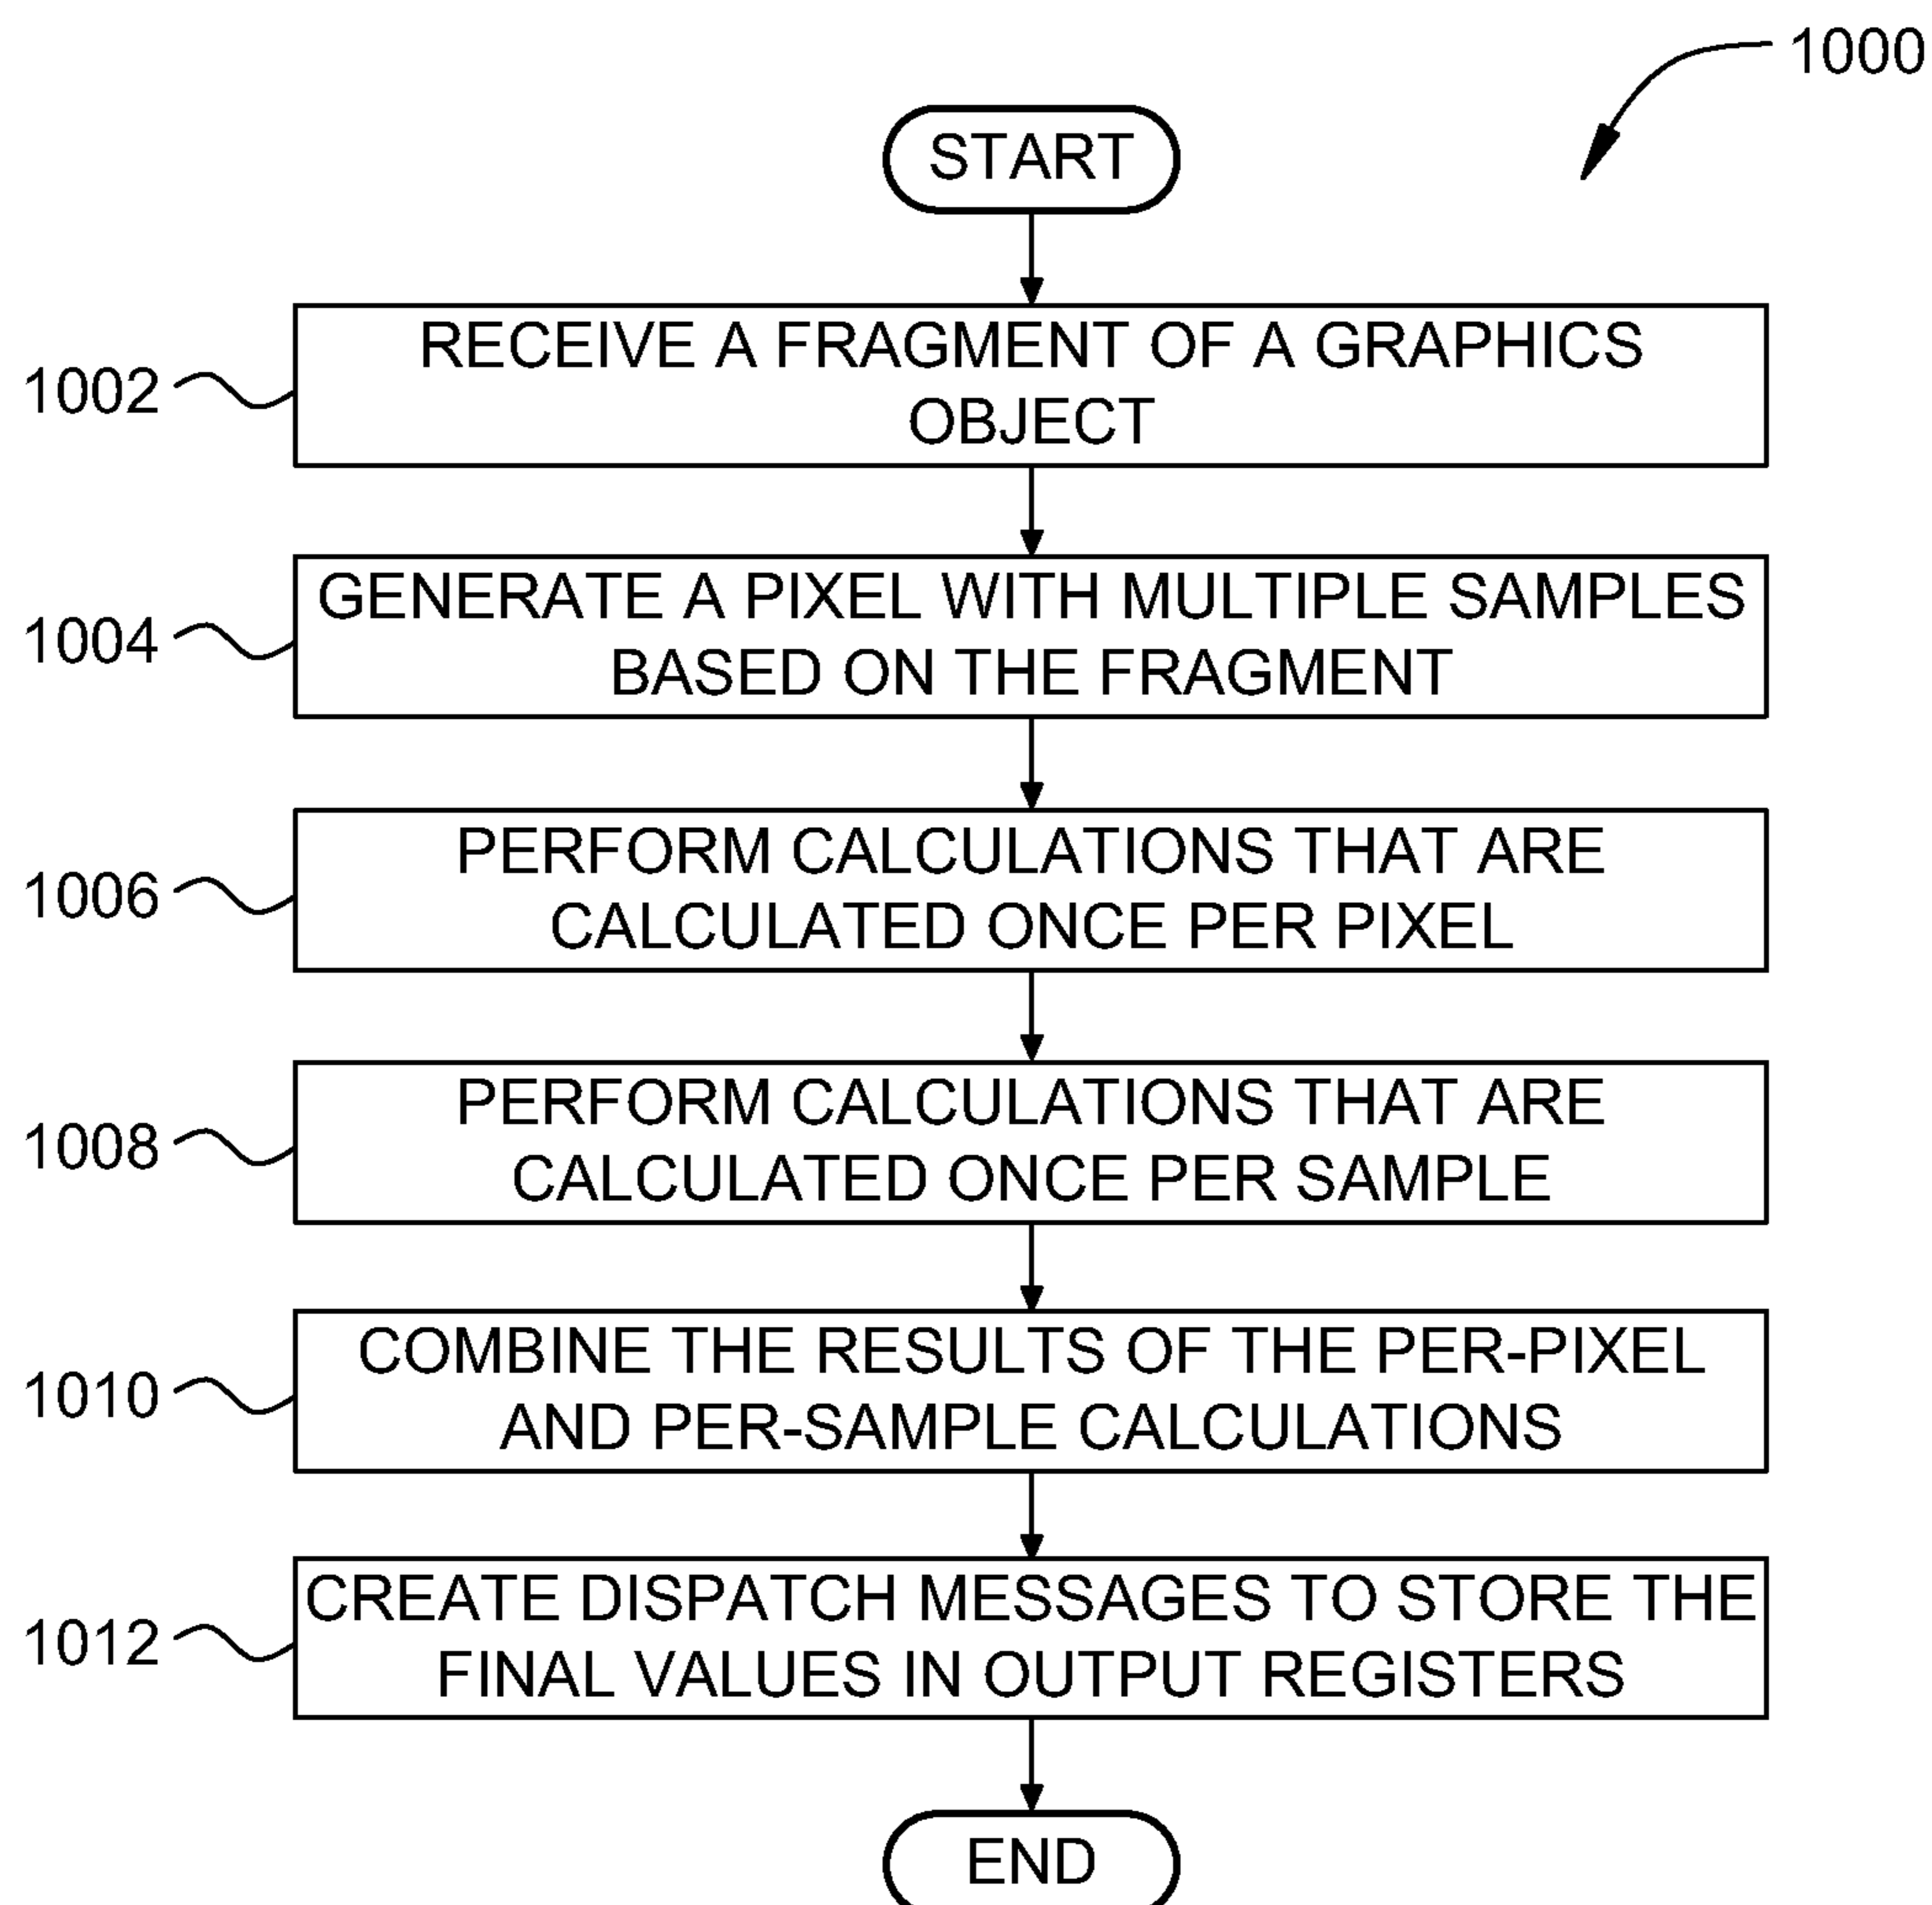 1000
START
RECEIVE A FRAGMENT OF A GRAPHICS
OBJECT
1002
GENERATE A PIXEL WITH MULTIPLE SAMPLES
BASED ON THE FRAGMENT
1004
PERFORM CALCULATIONS THAT ARE
CALCULATED ONCE PER PIXEL
1006
PERFORM CALCULATIONS THAT ARE
CALCULATED ONCE PER SAMPLE
1008
COMBINE THE RESULTS OF THE PER-PIXEL
AND PER-SAMPLE CALCULATIONS
1010
CREATE DISPATCH MESSAGES TO STORE THE
FINAL VALUES IN OUTPUT REGISTERS
1012
END